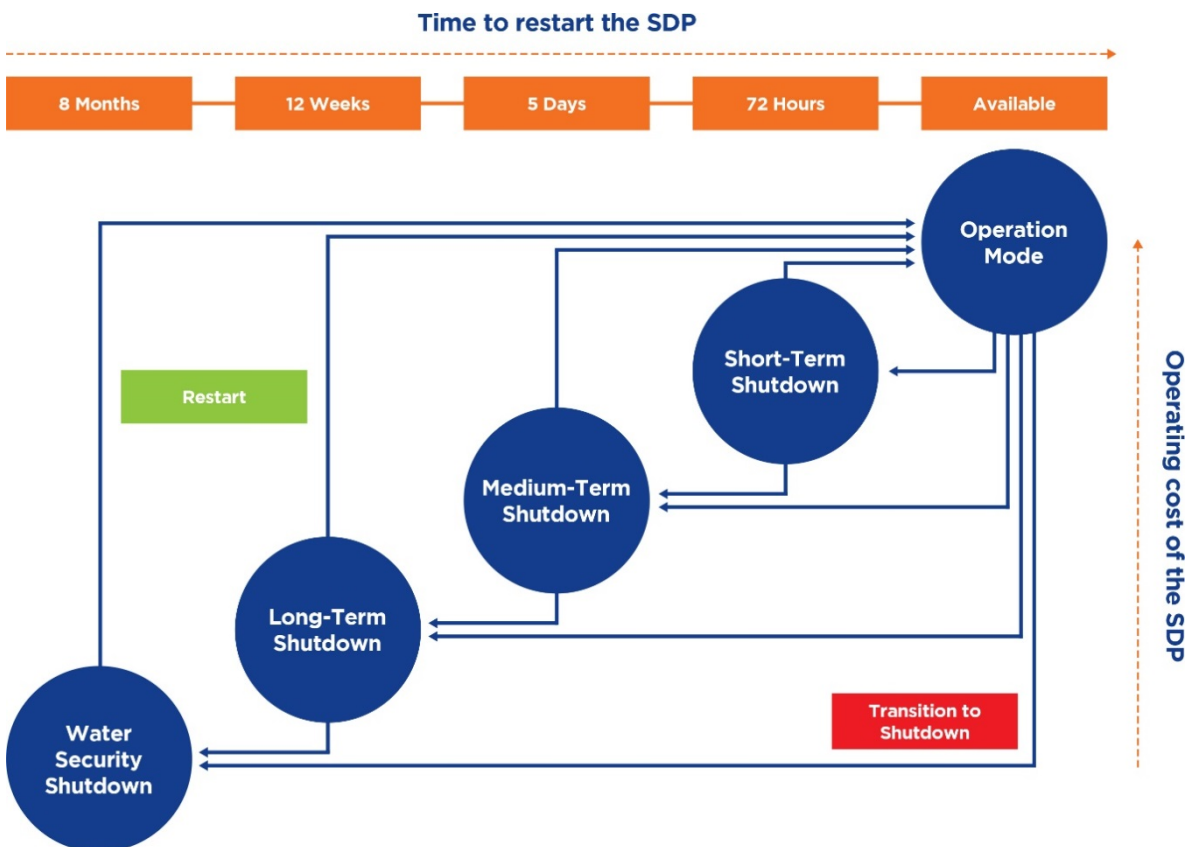 Time to restart the SDP
8 Months
12 Weeks
5 Days
72 Hours
Available
Operation
Mode
Short-Term
Shutdown
Restart
Medium-Term
Shutdown
Long-Term
Shutdown
Transition to
Shutdown
Water
Security
Shutdown
Operating cost of the SDP